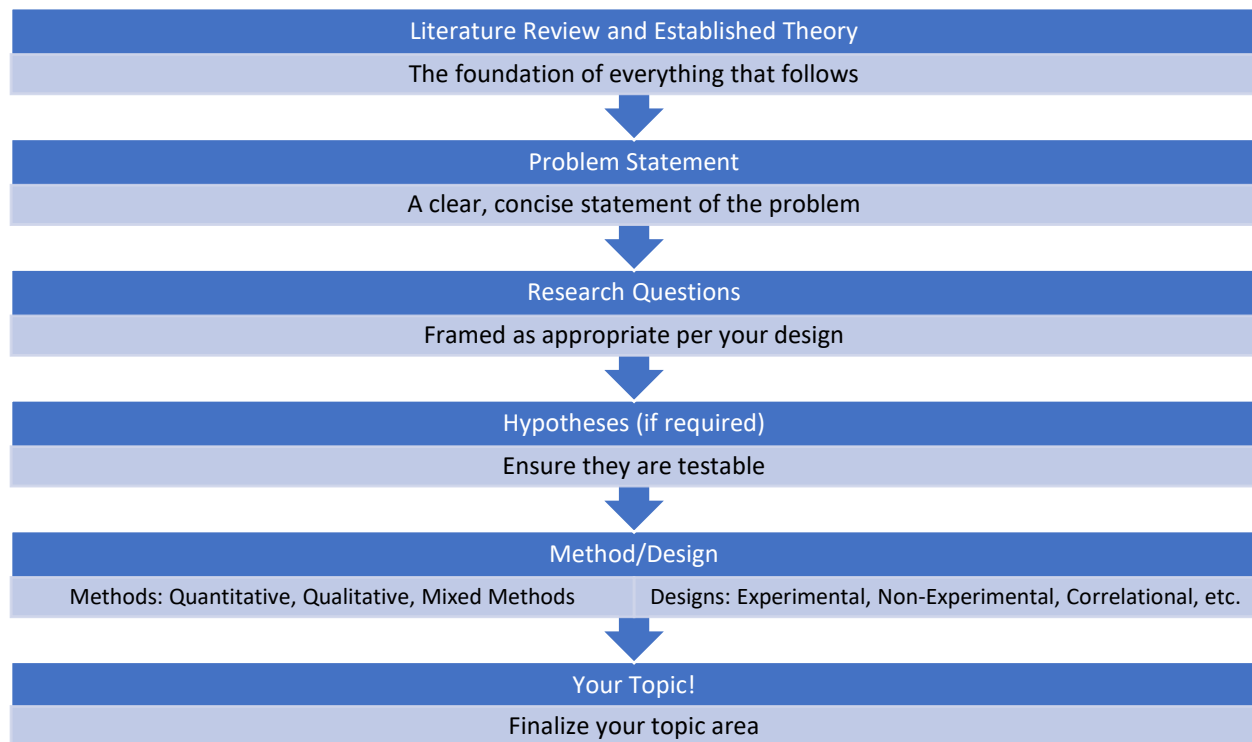 Literature Review and Established Theory
The foundation of everything that follows
Problem Statement
A clear, concise statement of the problem
Research Questions
Framed as appropriate per your design
Hypotheses (if required)
Ensure they are testable
Method/Design
Methods: Quantitative, Qualitative, Mixed Methods
Designs: Experimental, Non-Experimental, Correlational, etc.
Your Topic!
Finalize your topic area